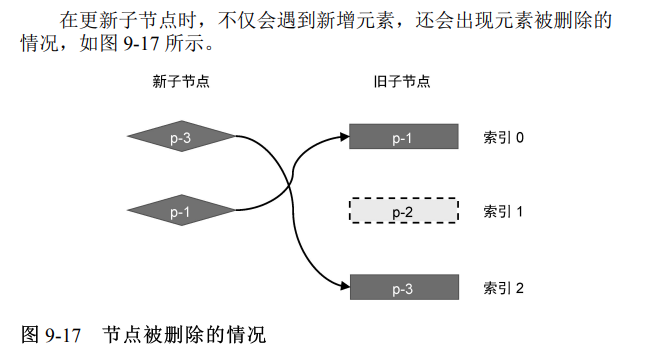 在更新子节点时，不仅会遇到新增元素，还会出现元素被删除的
情况，如图 9-17 所示。
新子节点 旧子节点
p-3 p-1 索引 0
p-1 p-2 索引 1
p-3 索引 2
图 9-17 节点被删除的情况